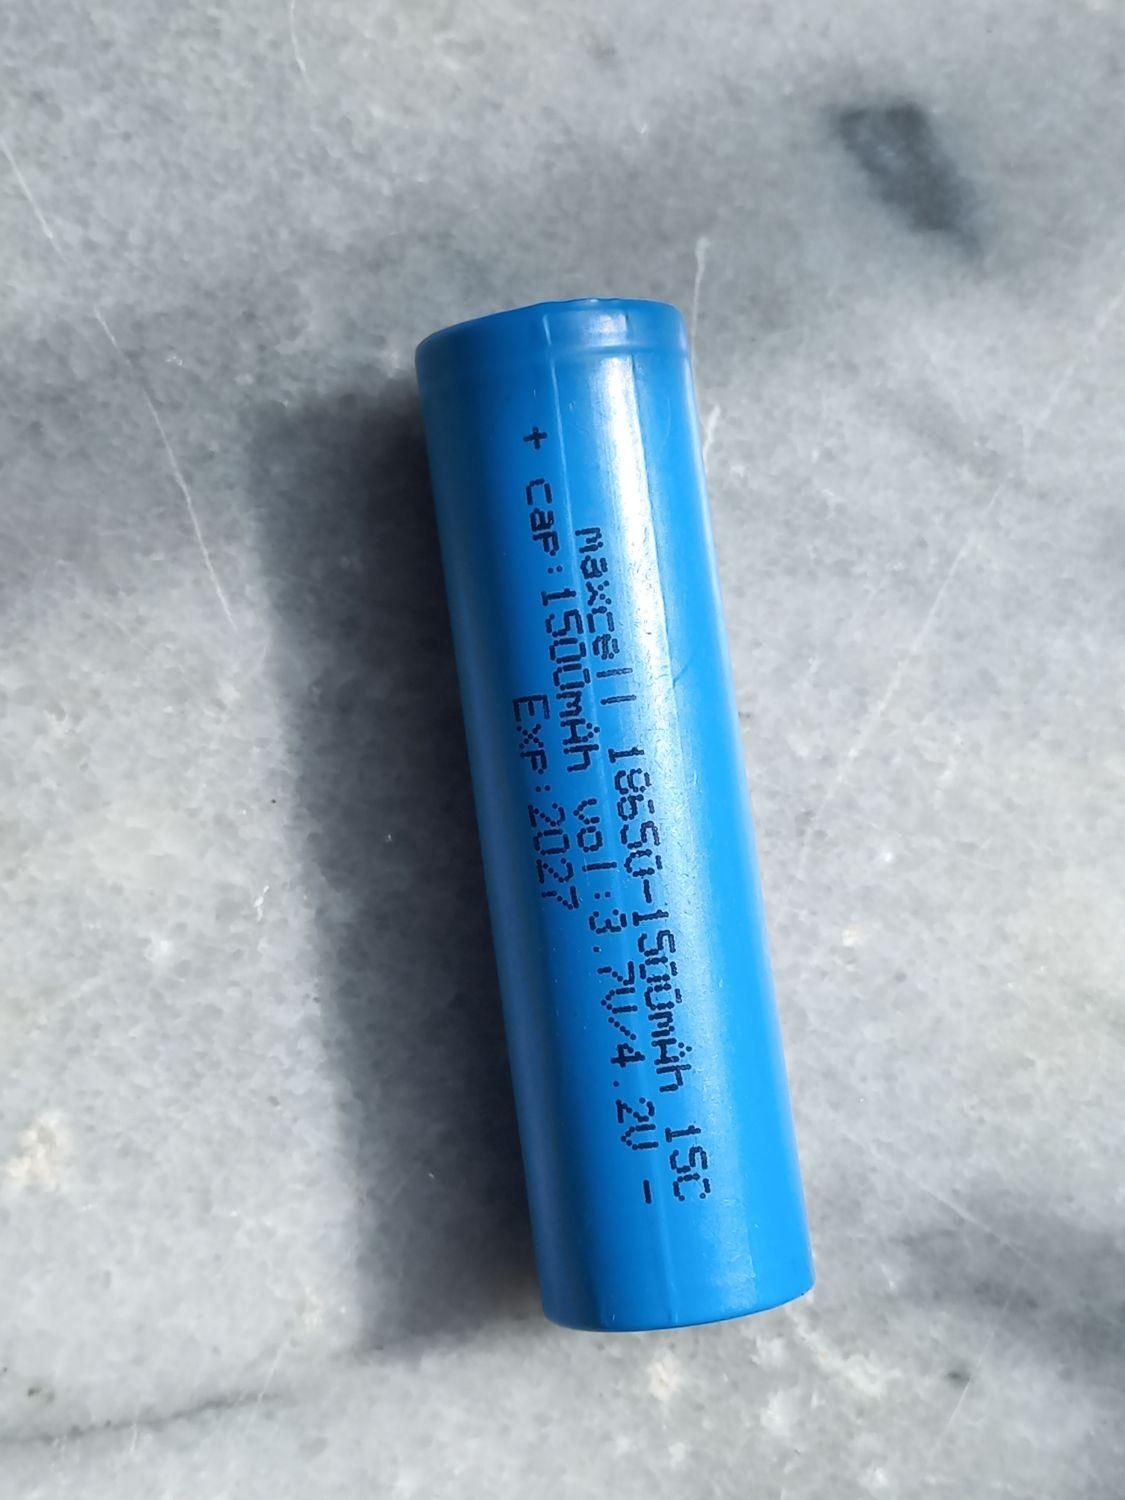 maxcell 18650-1500mAh 15C
+ cap:1500mAh vol:3.7V/4.2V -
Exp:2027